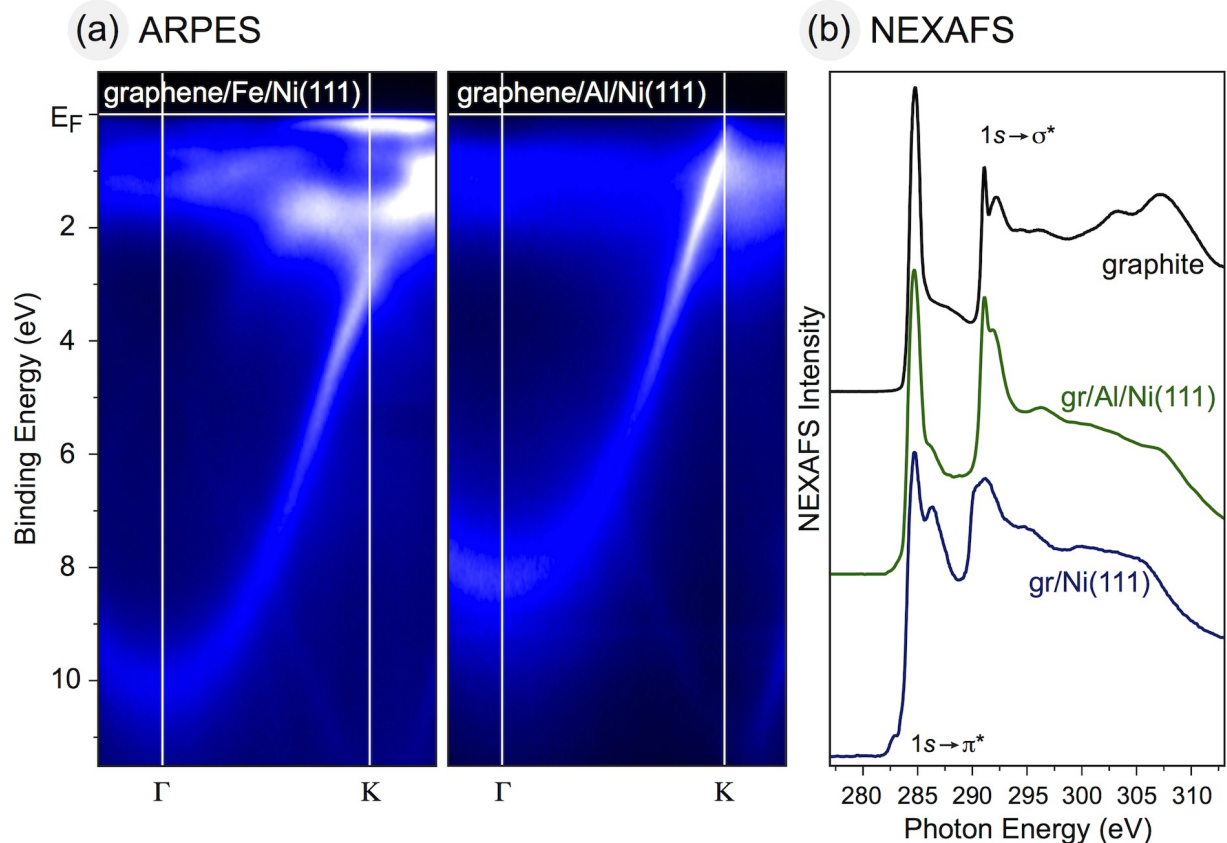 (a) ARPES
(b) NEXAFS
graphene/Fe/Ni(111)
graphene/Al/Ni(111)
E_F
2
4
6
8
10
Binding Energy (eV)
Γ
K
Γ
K
1s→σ*
graphite
gr/Al/Ni(111)
gr/Ni(111)
1s→π*
NEXAFS Intensity
280 285 290 295 300 305 310
Photon Energy (eV)